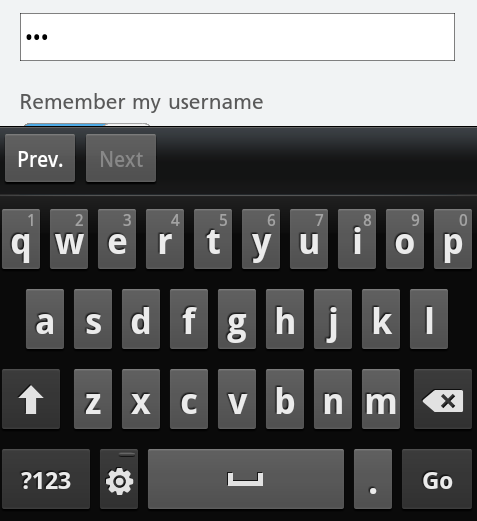 •••
Remember my username
Prev. Next
1 2 3 4 5 6 7 8 9 0
q w e r t y u i o p
a s d f g h j k l
z x c v b n m
?123 . Go